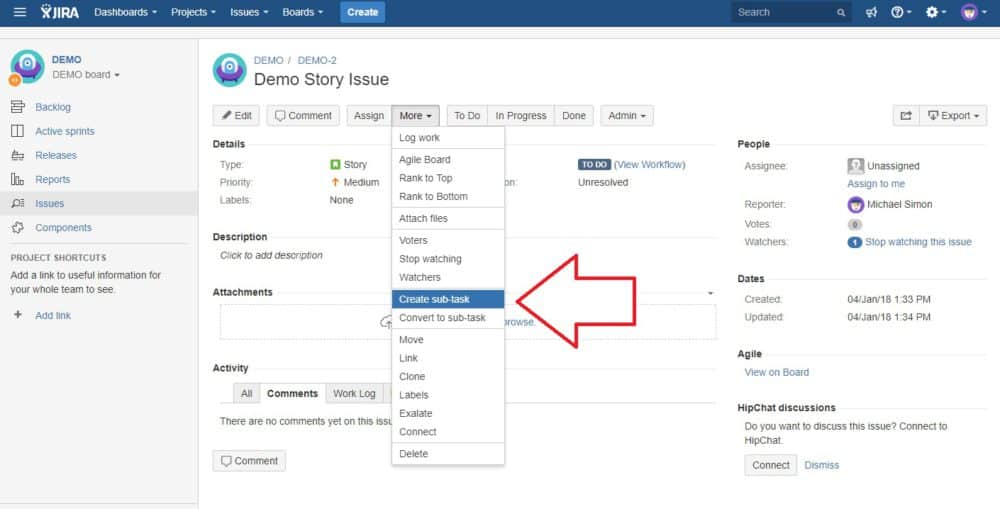 JIRA Dashboards Projects Issues Boards Create Search
DEMO
DEMO board
Backlog
Active sprints
Releases
Reports
Issues
Components
PROJECT SHORTCUTS
Add a link to useful information for
your whole team to see.
Add link
DEMO / DEMO-2
Demo Story Issue
Edit Comment Assign More To Do In Progress Done Admin Export
Log work
Agile Board
Rank to Top
Rank to Bottom
Attach files
Voters
Stop watching
Watchers
Create sub-task
Convert to sub-task
Move
Link
Clone
Labels
Exalate
Connect
Delete
Details
Type: Story TO DO (View Workflow)
Priority: Medium Unresolved
Labels: None
Description
Click to add description
Attachments
browse.
Activity
All Comments Work Log
There are no comments yet on this
Comment
People
Assignee: Unassigned
Assign to me
Reporter: Michael Simon
Votes: 0
Watchers: 1 Stop watching this issue
Dates
Created: 04/Jan/18 1:33 PM
Updated: 04/Jan/18 1:34 PM
Agile
View on Board
HipChat discussions
Do you want to discuss this issue? Connect to
HipChat.
Connect Dismiss